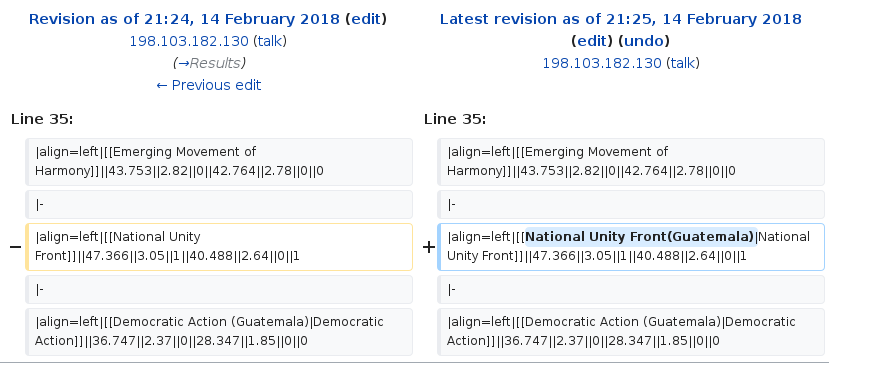 Revision as of 21:24, 14 February 2018 (edit)
198.103.182.130 (talk)
(→Results)
← Previous edit
Latest revision as of 21:25, 14 February 2018
(edit) (undo)
198.103.182.130 (talk)
Line 35:
Line 35:
|align=left|[[Emerging Movement of
Harmony]]||43.753||2.82||0||42.764||2.78||0||0
|align=left|[[Emerging Movement of
Harmony]]||43.753||2.82||0||42.764||2.78||0||0
|-
|-
− |align=left|[[National Unity
Front]]||47.366||3.05||1||40.488||2.64||0||1
+ |align=left|[[National Unity Front(Guatemala)|National
Unity Front]]||47.366||3.05||1||40.488||2.64||0||1
|-
|-
|align=left|[[Democratic Action (Guatemala)|Democratic
Action]]||36.747||2.37||0||28.347||1.85||0||0
|align=left|[[Democratic Action (Guatemala)|Democratic
Action]]||36.747||2.37||0||28.347||1.85||0||0